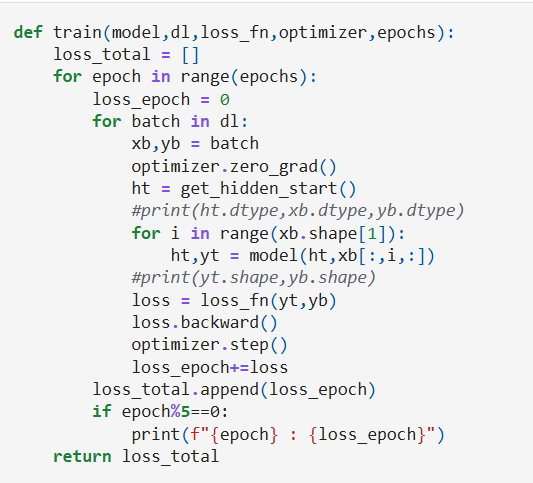 def train(model,dl,loss_fn,optimizer,epochs):
    loss_total = []
    for epoch in range(epochs):
        loss_epoch = 0
        for batch in dl:
            xb,yb = batch
            optimizer.zero_grad()
            ht = get_hidden_start()
            #print(ht.dtype,xb.dtype,yb.dtype)
            for i in range(xb.shape[1]):
                ht,yt = model(ht,xb[:,i,:])
            #print(yt.shape,yb.shape)
            loss = loss_fn(yt,yb)
            loss.backward()
            optimizer.step()
            loss_epoch+=loss
        loss_total.append(loss_epoch)
        if epoch%5==0:
            print(f"{epoch} : {loss_epoch}")
    return loss_total